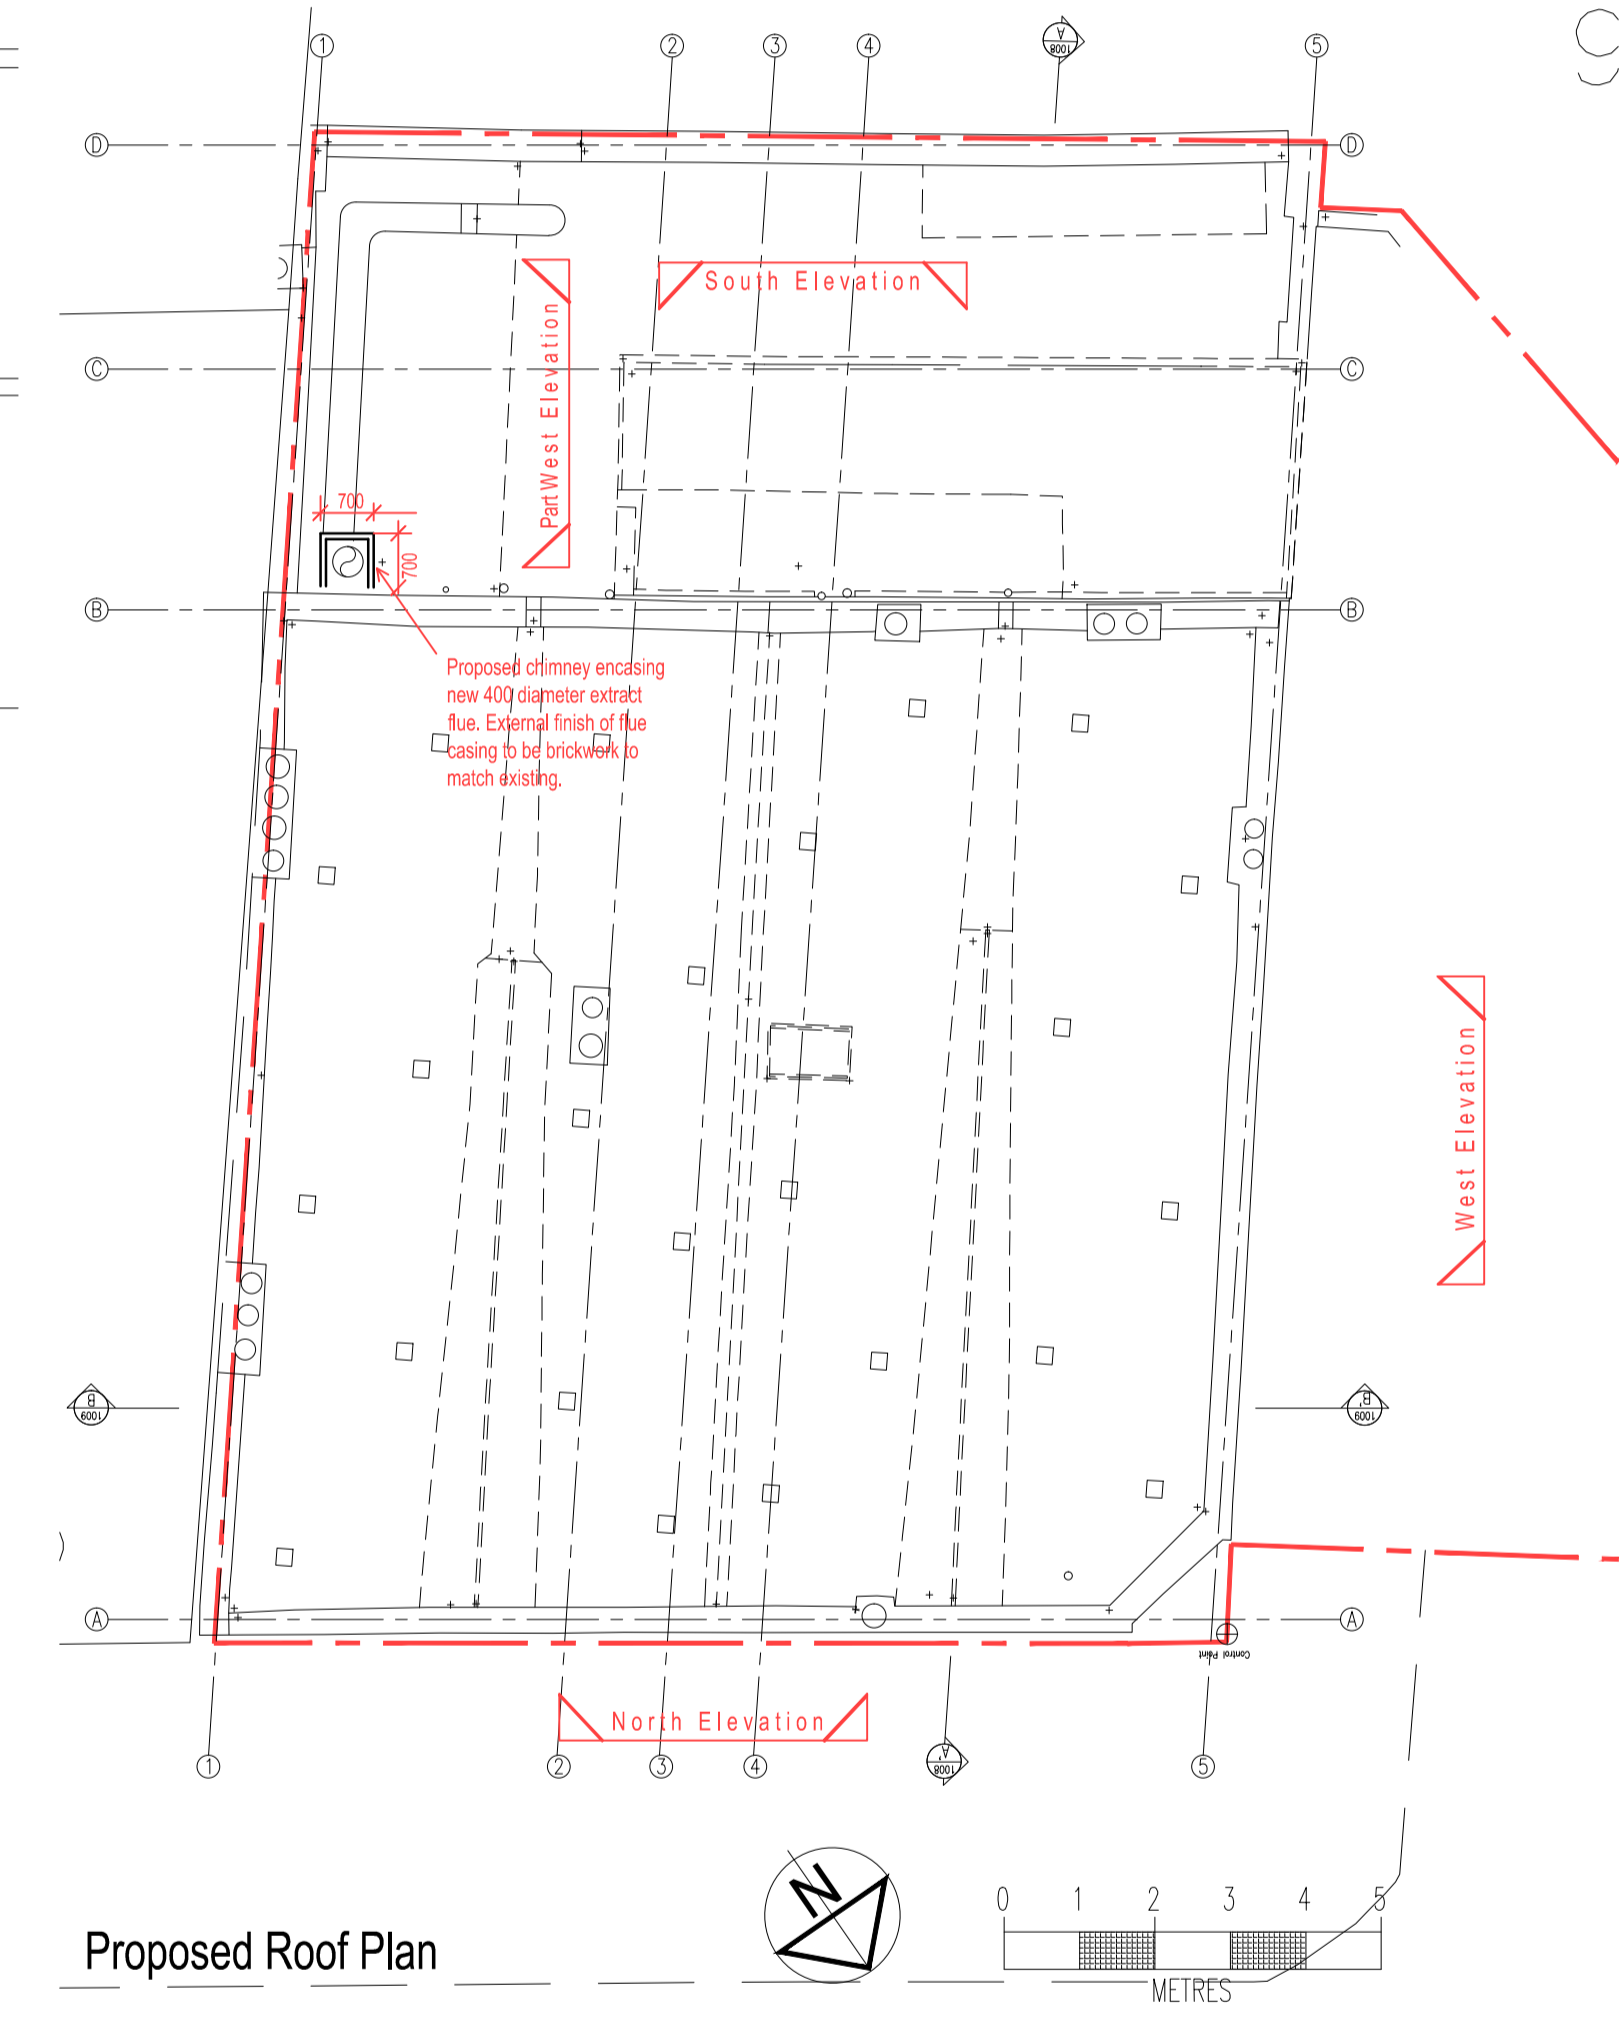 1 2 3 4 A 1008 5
D D
South Elevation
Part West Elevation
C C
700
700
B B
Proposed chimney encasing
new 400 diameter extract
flue. External finish of flue
casing to be brickwork to
match existing.
West Elevation
B 1009
B' 1009
A A
Control Point
North Elevation
1 2 3 4 A' 1008 5
N
0 1 2 3 4 5
METRES
Proposed Roof Plan